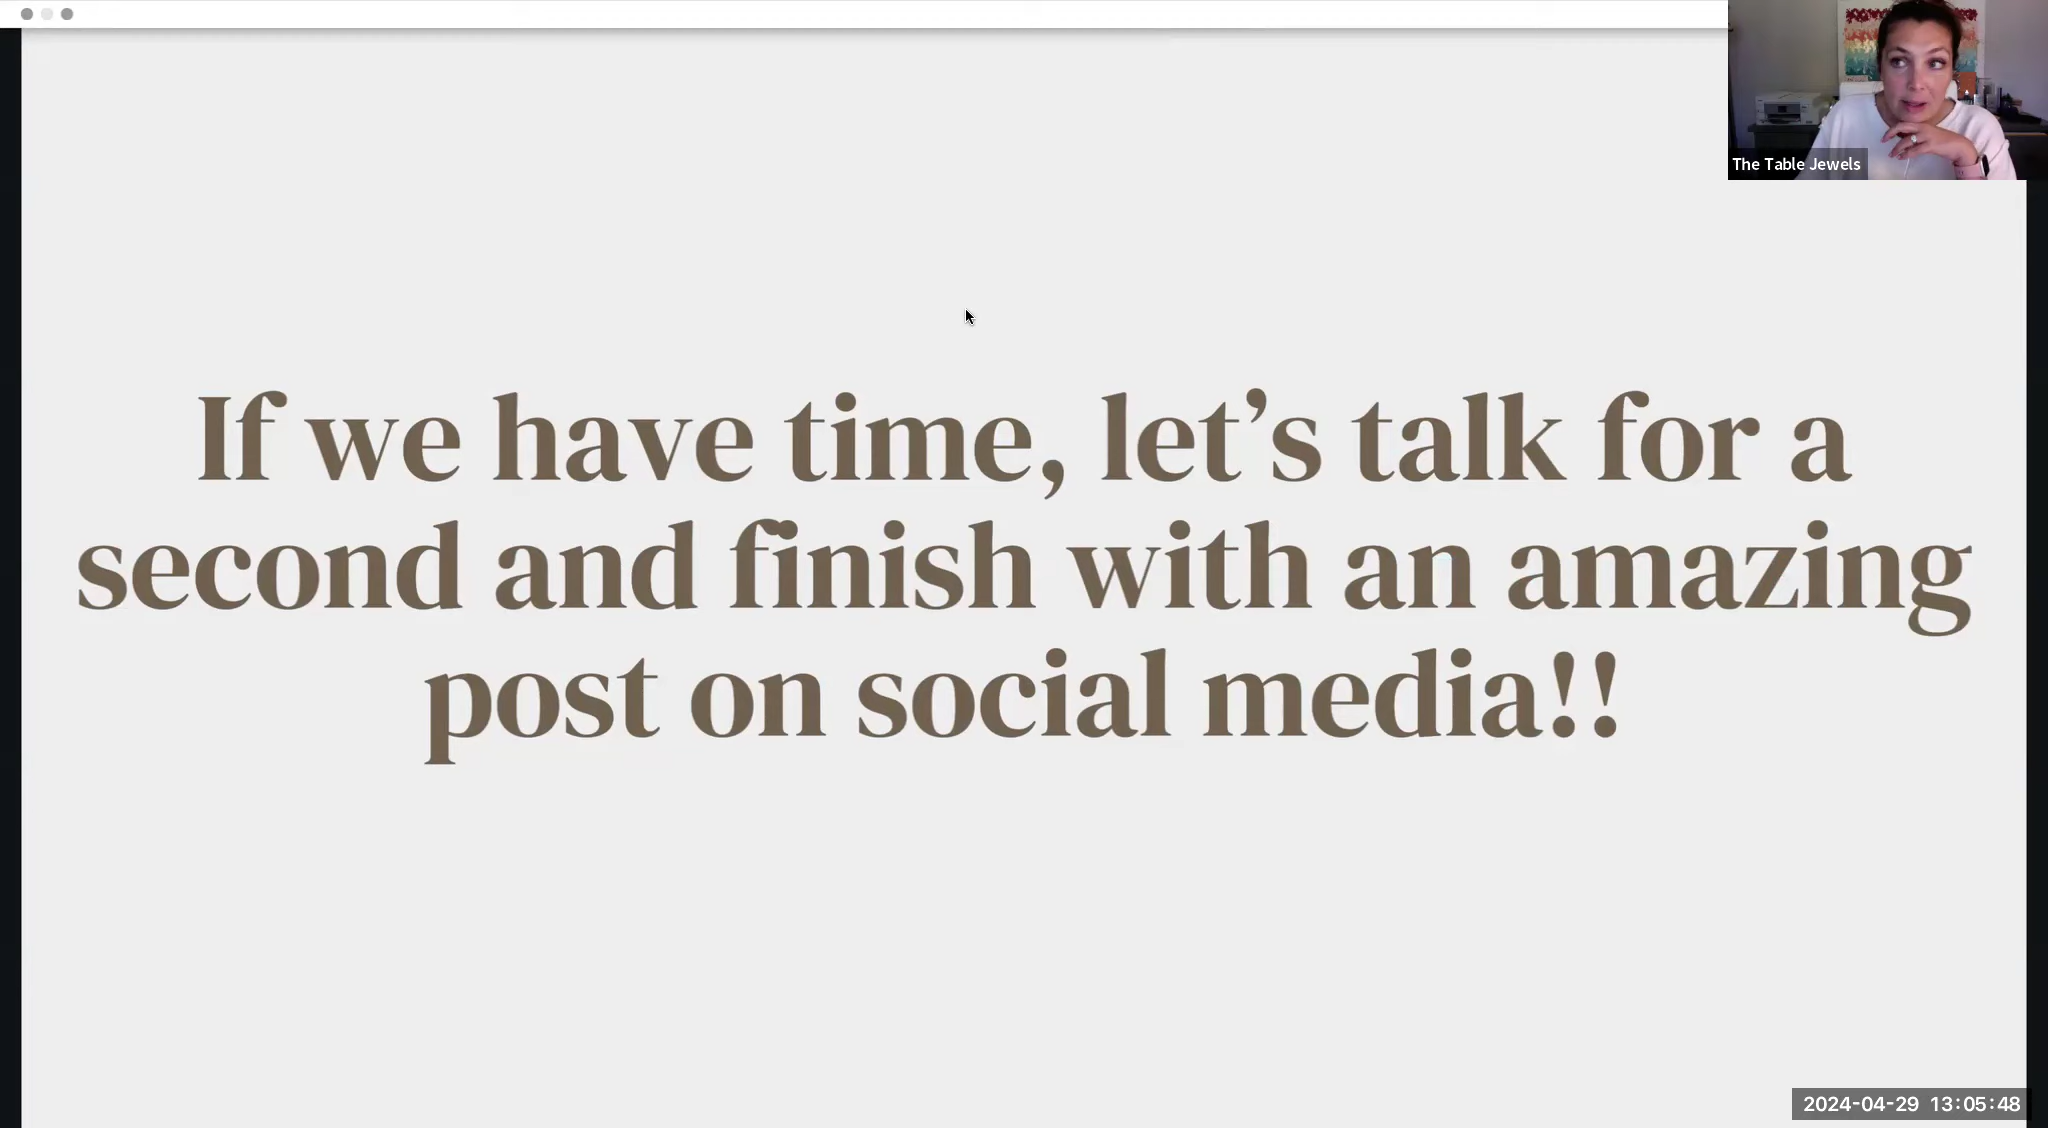 The Table Jewels
If we have time, let’s talk for a
second and finish with an amazing
post on social media!!
2024-04-29 13:05:48